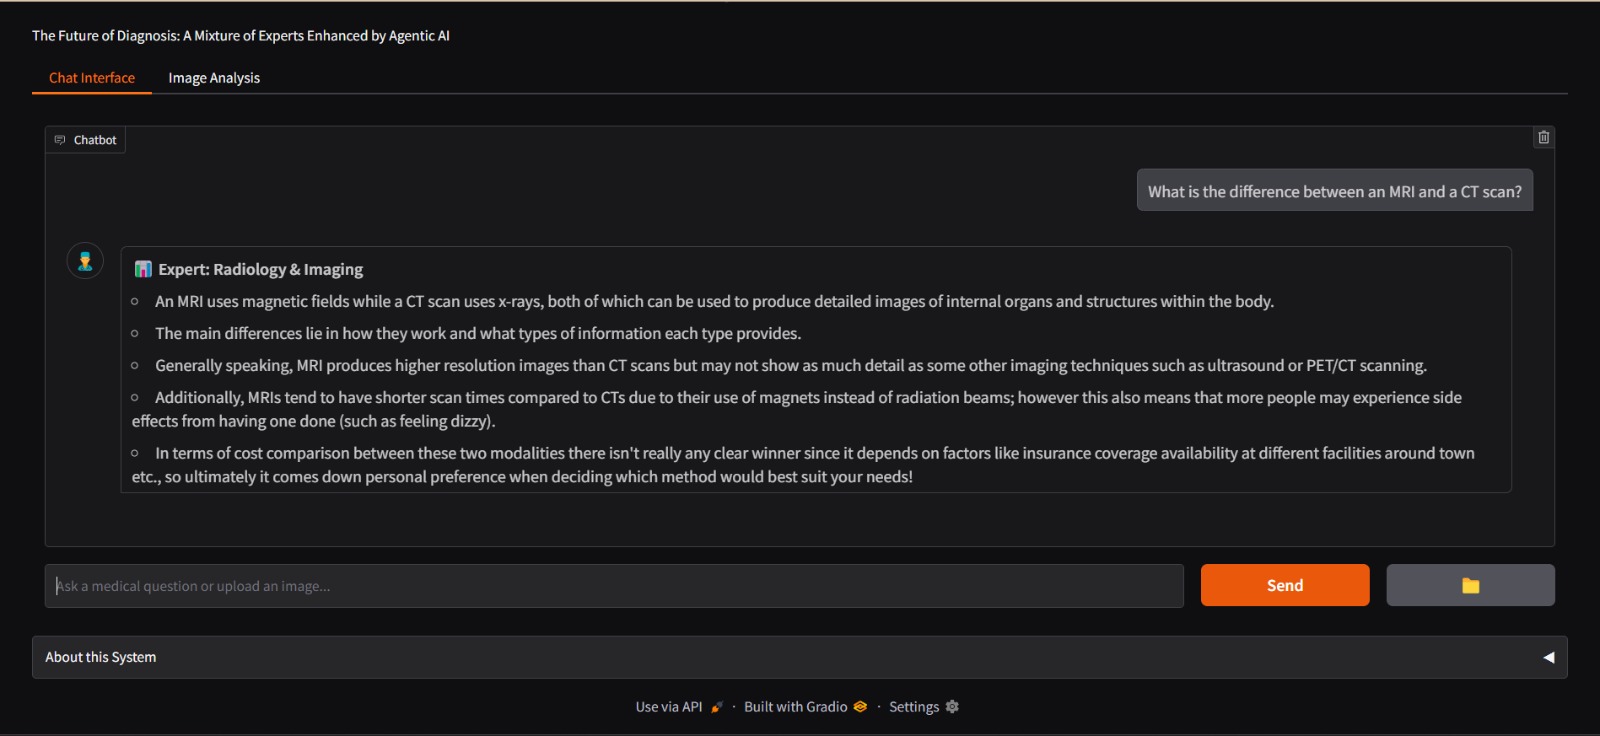 The Future of Diagnosis: A Mixture of Experts Enhanced by Agentic AI
Chat Interface
Image Analysis
Chatbot
What is the difference between an MRI and a CT scan?
Expert: Radiology & Imaging
An MRI uses magnetic fields while a CT scan uses x-rays, both of which can be used to produce detailed images of internal organs and structures within the body.
The main differences lie in how they work and what types of information each type provides.
Generally speaking, MRI produces higher resolution images than CT scans but may not show as much detail as some other imaging techniques such as ultrasound or PET/CT scanning.
Additionally, MRIs tend to have shorter scan times compared to CTs due to their use of magnets instead of radiation beams; however this also means that more people may experience side
effects from having one done (such as feeling dizzy).
In terms of cost comparison between these two modalities there isn't really any clear winner since it depends on factors like insurance coverage availability at different facilities around town
etc., so ultimately it comes down personal preference when deciding which method would best suit your needs!
Ask a medical question or upload an image...
Send
About this System
Use via API · Built with Gradio · Settings